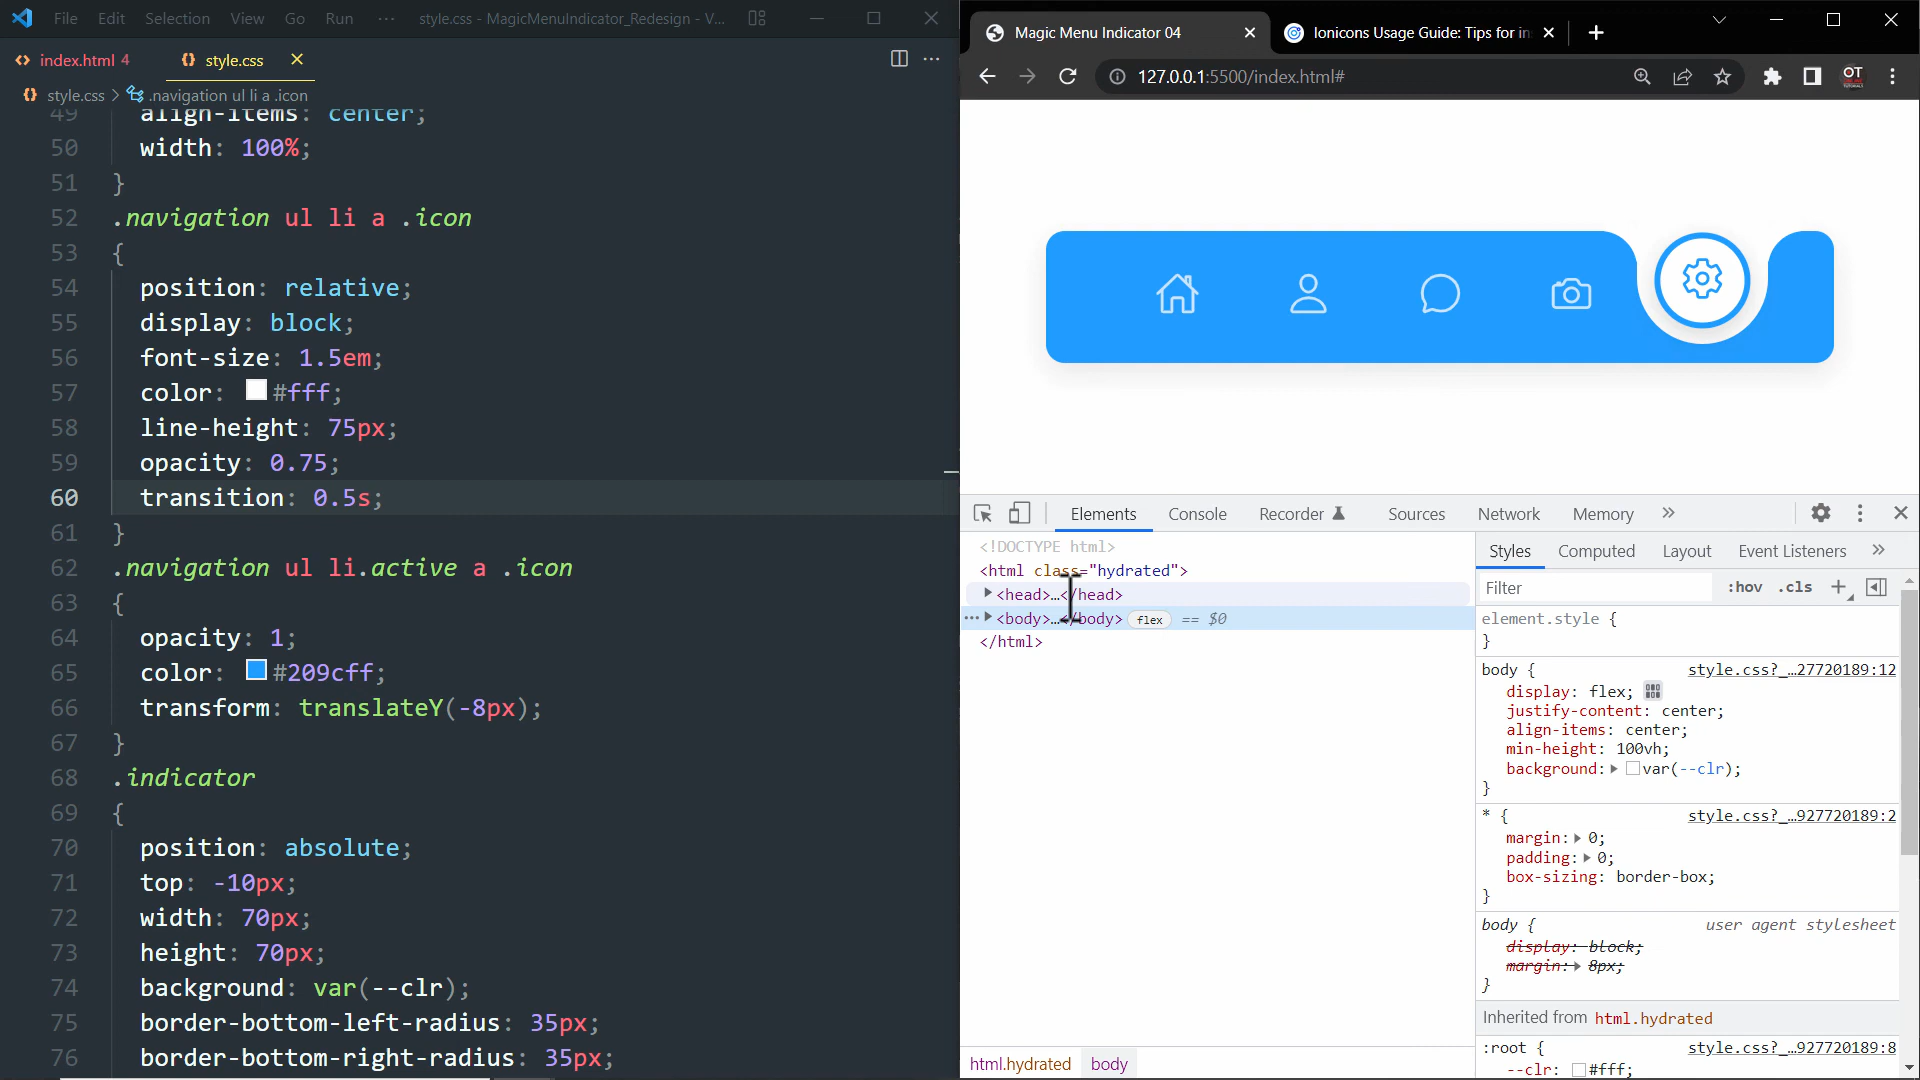 File Edit Selection View Go Run ··· style.css - MagicMenuIndicator_Redesign - V...
index.html 4 style.css
style.css > .navigation ul li a .icon
49 align-items: center;
50 width: 100%;
51 }
52 .navigation ul li a .icon
53 {
54 position: relative;
55 display: block;
56 font-size: 1.5em;
57 color: #fff;
58 line-height: 75px;
59 opacity: 0.75;
60 transition: 0.5s;
61 }
62 .navigation ul li.active a .icon
63 {
64 opacity: 1;
65 color: #209cff;
66 transform: translateY(-8px);
67 }
68 .indicator
69 {
70 position: absolute;
71 top: -10px;
72 width: 70px;
73 height: 70px;
74 background: var(--clr);
75 border-bottom-left-radius: 35px;
76 border-bottom-right-radius: 35px;
Magic Menu Indicator 04 Ionicons Usage Guide: Tips for in
127.0.0.1:5500/index.html#
OT
Elements Console Recorder Sources Network Memory »
<!DOCTYPE html>
<html class="hydrated">
<head>…</head>
··· <body>…</body> flex == $0
</html>
html.hydrated body
Styles Computed Layout Event Listeners »
Filter :hov .cls +
element.style {
}
body { style.css?_…27720189:12
display: flex;
justify-content: center;
align-items: center;
min-height: 100vh;
background: var(--clr);
}
* { style.css?_…927720189:2
margin: 0;
padding: 0;
box-sizing: border-box;
}
body { user agent stylesheet
display: block;
margin: 8px;
}
Inherited from html.hydrated
:root { style.css?_…927720189:8
--clr: #fff;